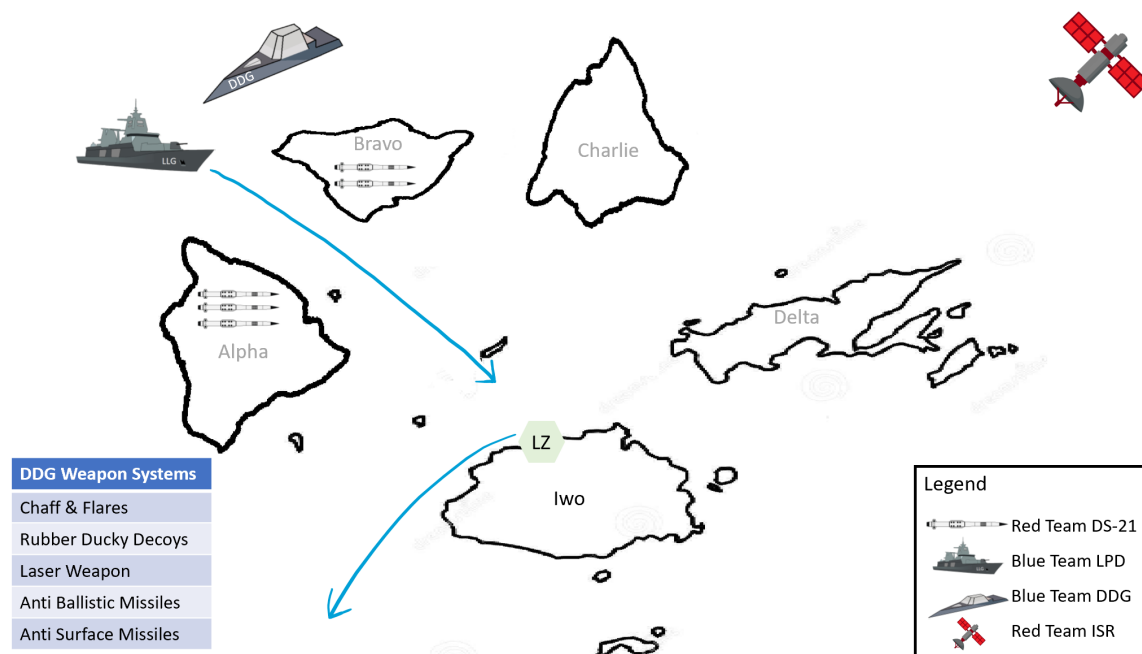 DDG
LLG
Bravo
Charlie
Alpha
Delta
LZ
Iwo
DDG Weapon Systems
Chaff & Flares
Rubber Ducky Decoys
Laser Weapon
Anti Ballistic Missiles
Anti Surface Missiles
Legend
Red Team DS-21
Blue Team LPD
Blue Team DDG
Red Team ISR